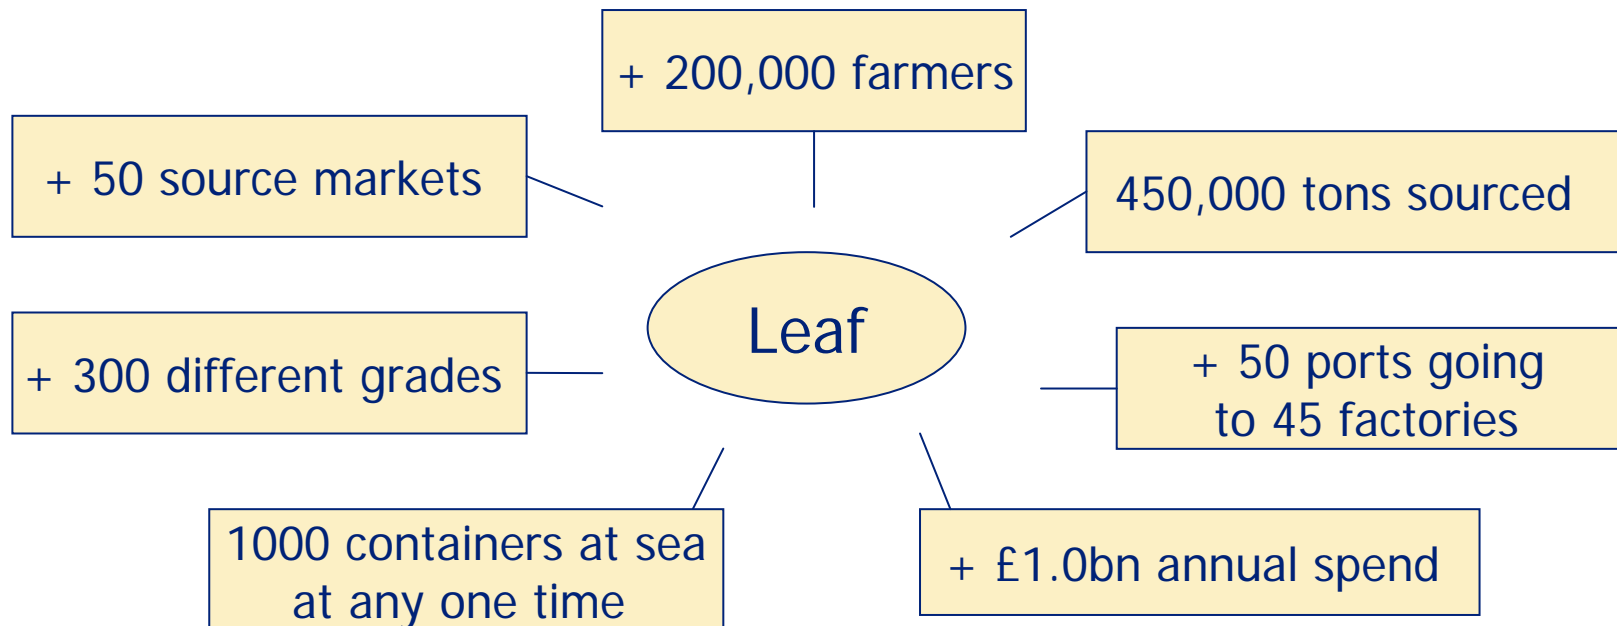 + 200,000 farmers
+ 50 source markets
450,000 tons sourced
Leaf
+ 300 different grades
+ 50 ports going
to 45 factories
1000 containers at sea
at any one time
+ £1.0bn annual spend